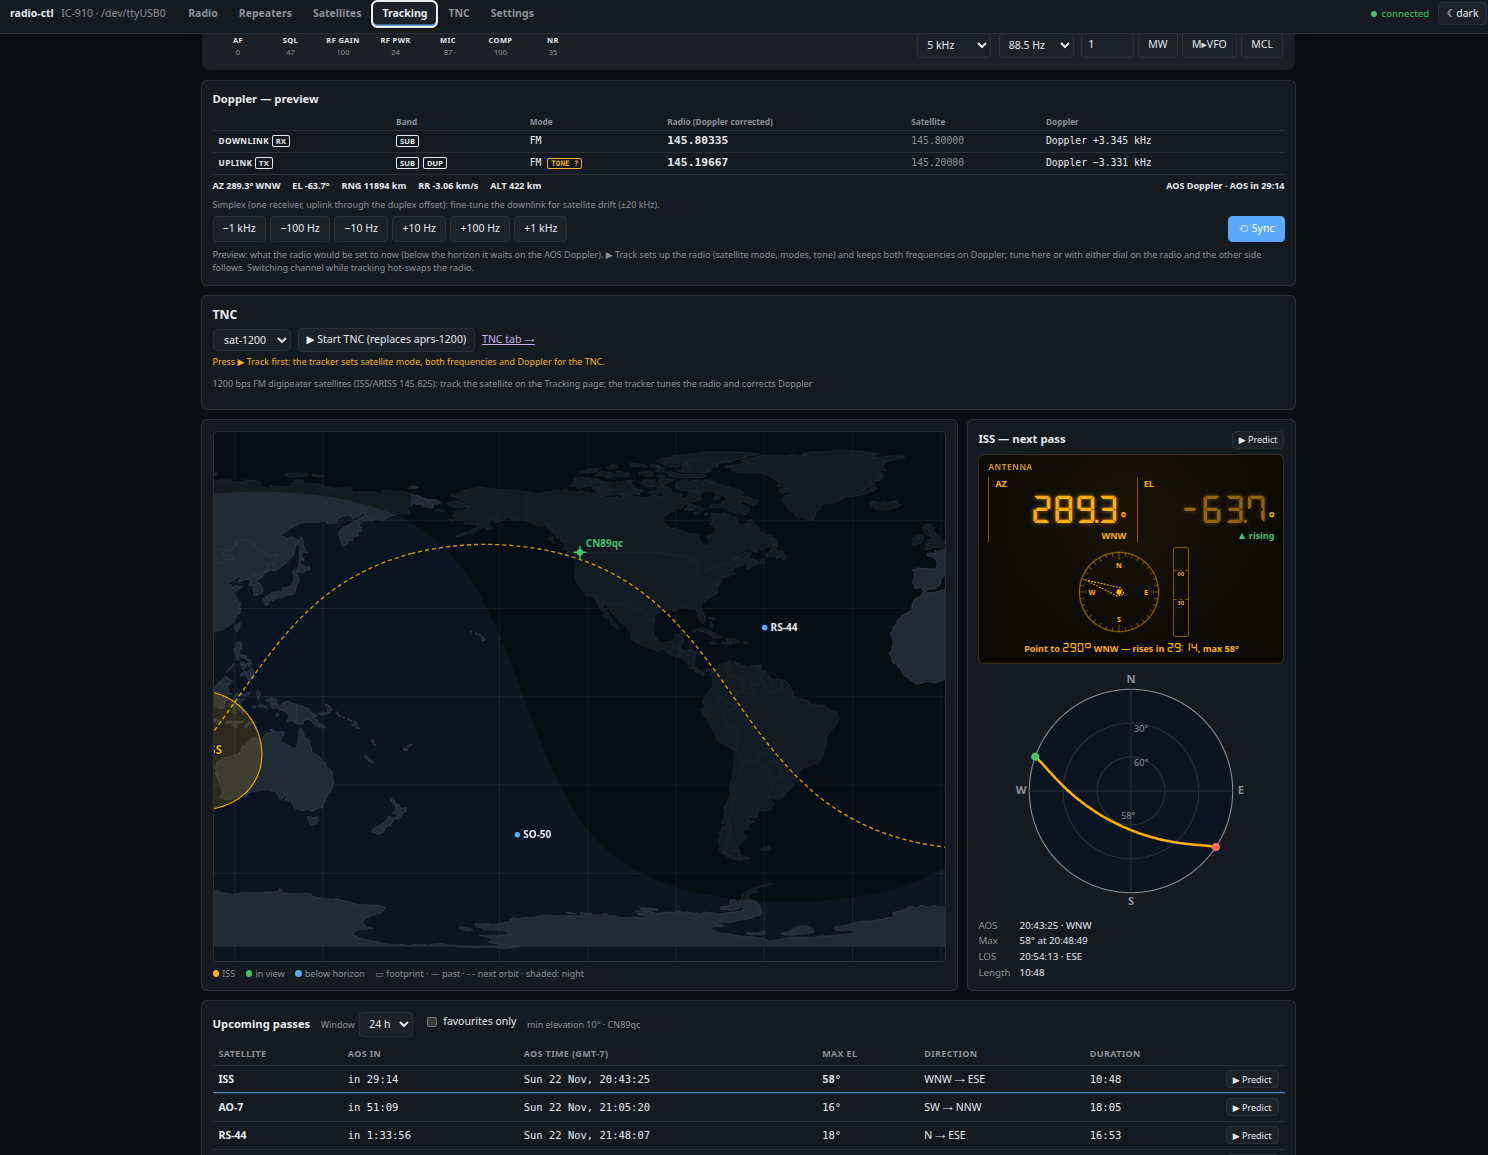 radio-ctl IC-910 · /dev/ttyUSB0 Radio Repeaters Satellites Tracking TNC Settings connected ☾ dark
AF SQL RF GAIN RF PWR MIC COMP NR
0 47 100 24 87 100 35
5 kHz 88.5 Hz 1 MW M▸VFO MCL
Doppler — preview
Band Mode Radio (Doppler corrected) Satellite Doppler
DOWNLINK RX SUB FM 145.80335 145.80000 Doppler +3.345 kHz
UPLINK TX SUB DUP FM TONE ? 145.19667 145.20000 Doppler −3.331 kHz
AZ 289.3° WNW EL -63.7° RNG 11894 km RR -3.06 km/s ALT 422 km AOS Doppler · AOS in 29:14
Simplex (one receiver, uplink through the duplex offset): fine-tune the downlink for satellite drift (±20 kHz).
−1 kHz −100 Hz −10 Hz +10 Hz +100 Hz +1 kHz ⟲ Sync
Preview: what the radio would be set to now (below the horizon it waits on the AOS Doppler). ▶ Track sets up the radio (satellite mode, modes, tone) and keeps both frequencies on Doppler; tune here or with either dial on the radio and the other side
follows. Switching channel while tracking hot-swaps the radio.
TNC
sat-1200 ▶ Start TNC (replaces aprs-1200) TNC tab →
Press ▶ Track first: the tracker sets satellite mode, both frequencies and Doppler for the TNC.
1200 bps FM digipeater satellites (ISS/ARISS 145.825): track the satellite on the Tracking page; the tracker tunes the radio and corrects Doppler
CN89qc
RS-44
SS
SO-50
ISS in view below horizon ▭ footprint · — past · - - next orbit · shaded: night
ISS — next pass ▶ Predict
ANTENNA
AZ EL
289.3° -63.7°
WNW ▲ rising
N
W E
S
60
30
Point to 290° WNW — rises in 29:14, max 58°
N
30°
60°
W E
58°
S
AOS 20:43:25 · WNW
Max 58° at 20:48:49
LOS 20:54:13 · ESE
Length 10:48
Upcoming passes Window 24 h favourites only min elevation 10° · CN89qc
SATELLITE AOS IN AOS TIME (GMT-7) MAX EL DIRECTION DURATION
ISS in 29:14 Sun 22 Nov, 20:43:25 58° WNW → ESE 10:48 ▶ Predict
AO-7 in 51:09 Sun 22 Nov, 21:05:20 16° SW → NNW 18:05 ▶ Predict
RS-44 in 1:33:56 Sun 22 Nov, 21:48:07 18° N → ESE 16:53 ▶ Predict